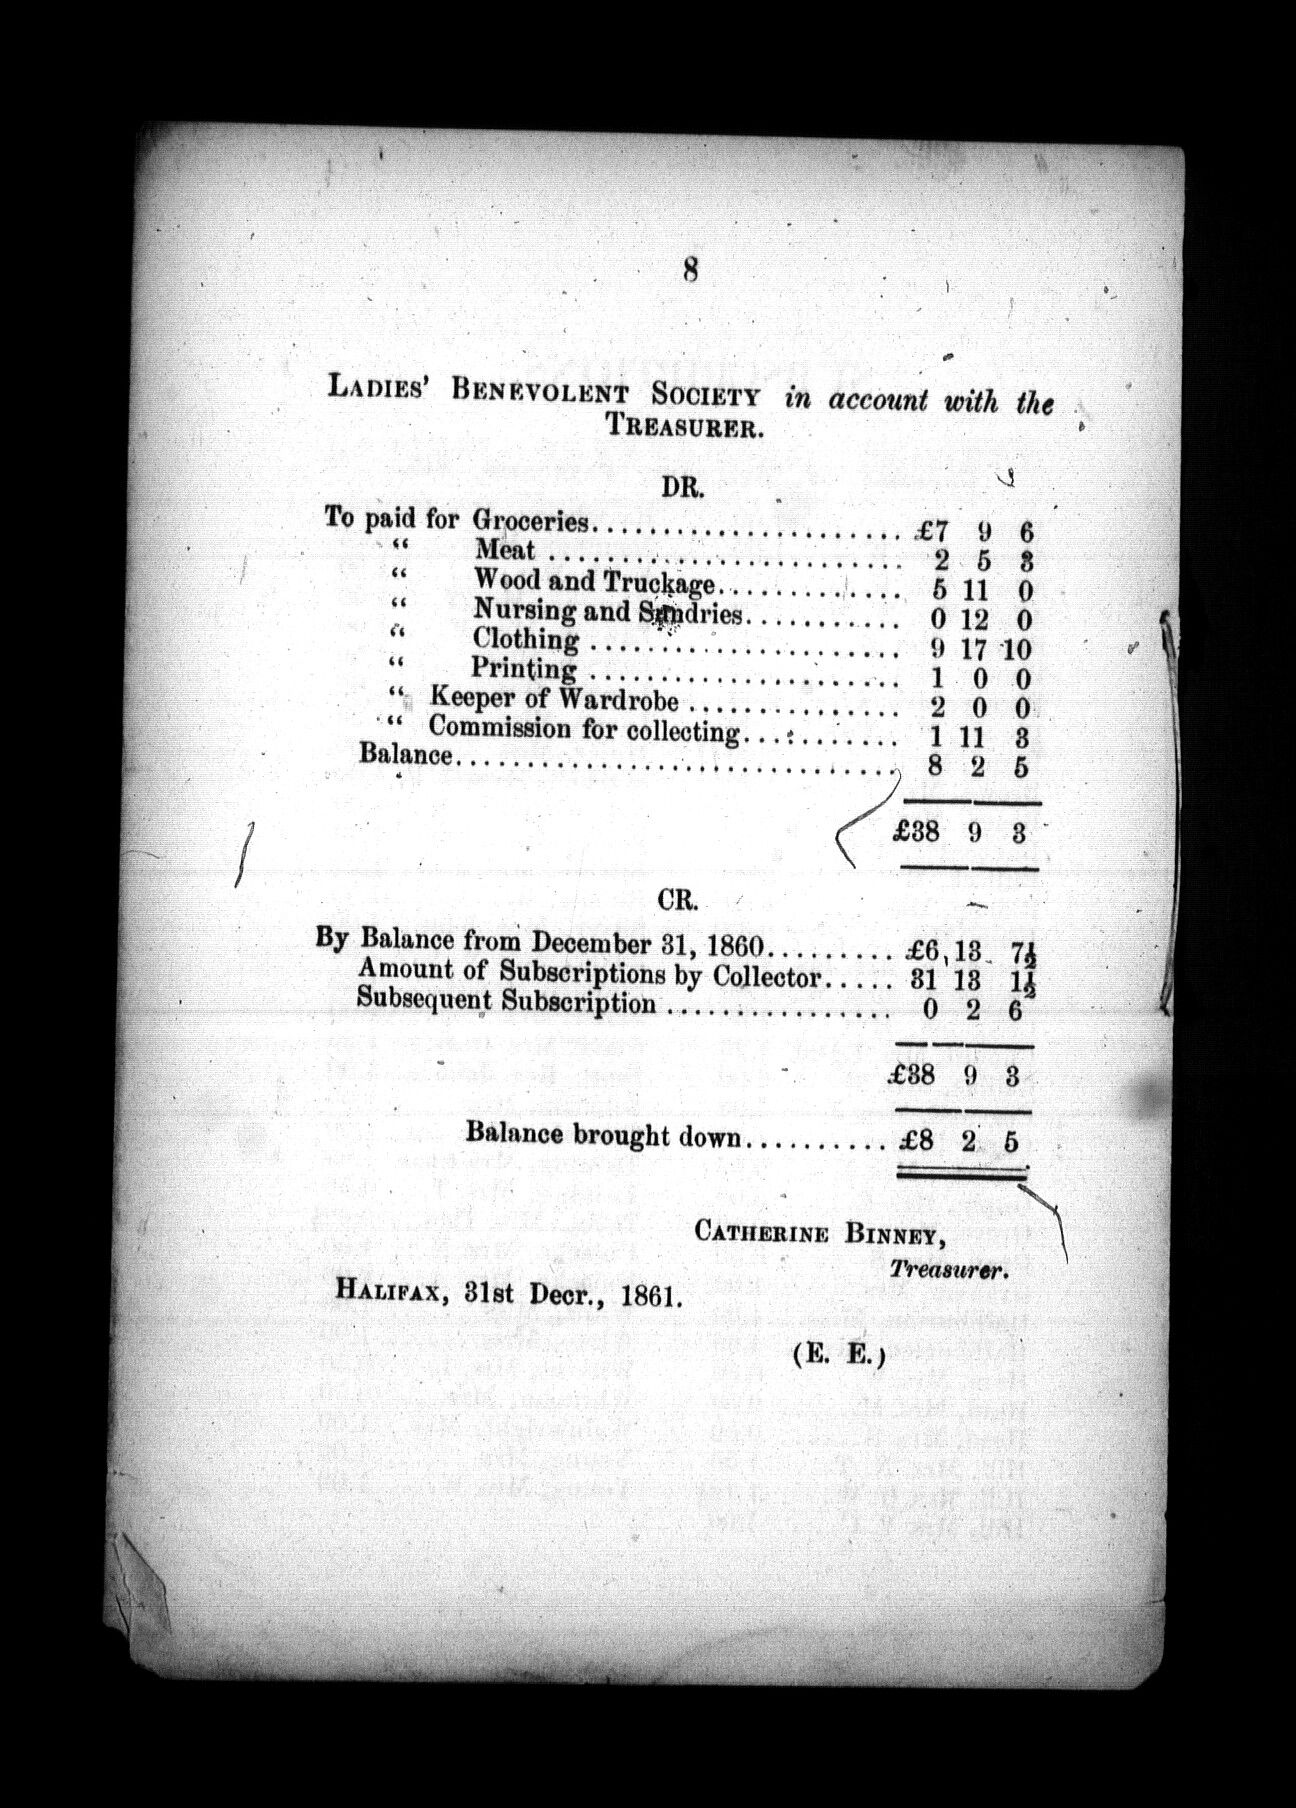 8
LADIES' BENEVOLENT SOCIETY in account with the
TREASURER.
DR.
To paid for Groceries...................... £7 9 6
“ Meat ......................... 2 5 3
“ Wood and Truckage............. 5 11 0
“ Nursing and Sundries........... 0 12 0
“ Clothing ...................... 9 17 10
“ Printing ...................... 1 0 0
“ Keeper of Wardrobe ............... 2 0 0
“ Commission for collecting........... 1 11 3
Balance............................... 8 2 5
£38 9 3
CR.
By Balance from December 31, 1860......... £6 13 7½
Amount of Subscriptions by Collector..... 31 13 1½
Subsequent Subscription ................ 0 2 6
£38 9 3
Balance brought down.......... £8 2 5
CATHERINE BINNEY,
Treasurer.
HALIFAX, 31st Decr., 1861.
(E. E.)